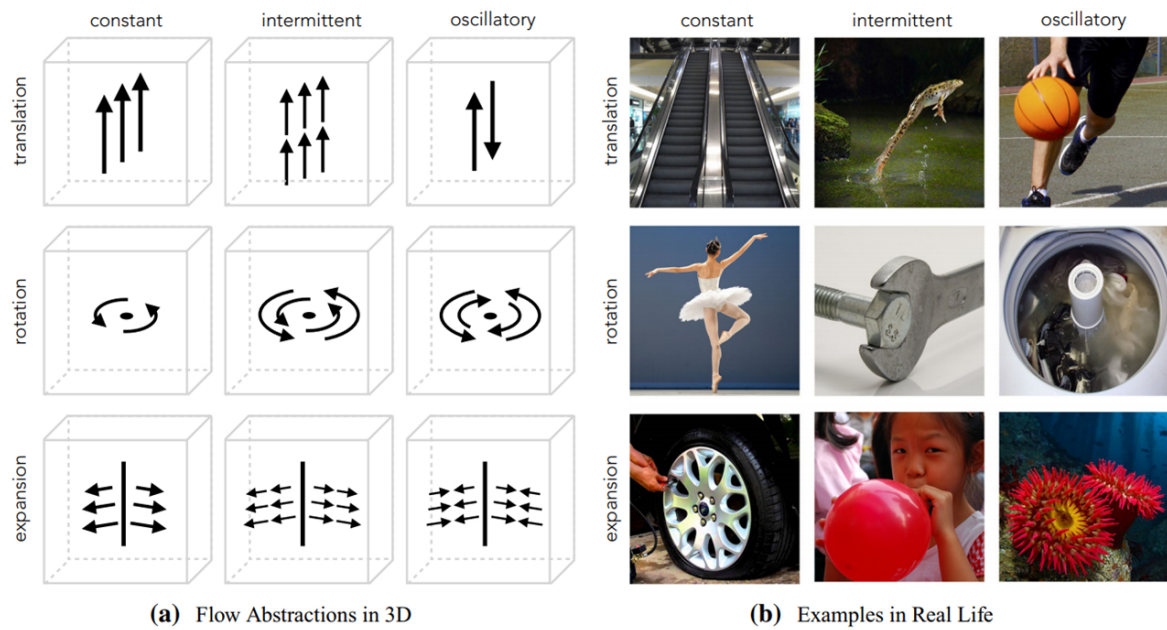 constant intermittent oscillatory constant intermittent oscillatory
translation translation
rotation rotation
expansion expansion
(a) Flow Abstractions in 3D (b) Examples in Real Life